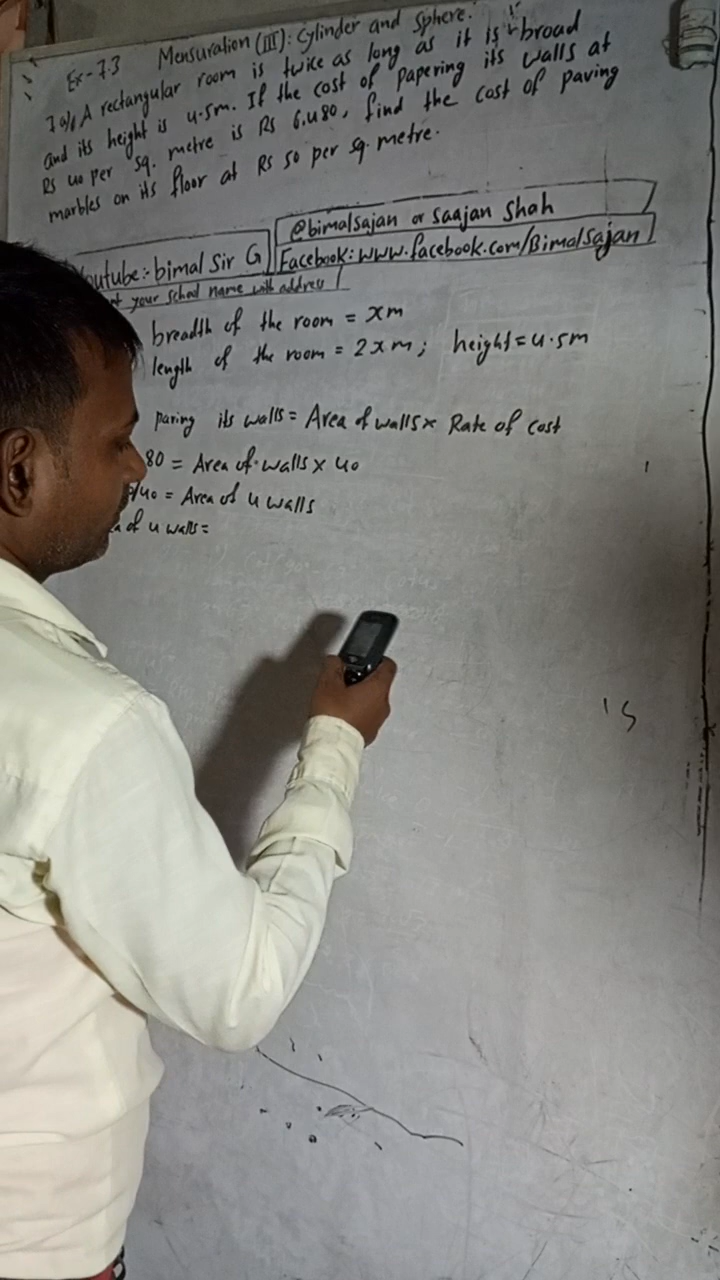 Ex-7.3 Mensuration (III): Cylinder and Sphere.
7 a) A rectangular room is twice as long as it is broad
and its height is 4.5m. If the cost of papering its walls at
Rs 40 per sq. metre is Rs 6,480, find the cost of paving
marbles on its floor at Rs 50 per sq. metre.
@bimalsajan or Saajan Shah
Youtube:- bimal Sir G
Facebook: www.facebook.com/Bimalsajan
your school name with address
breadth of the room = x m
length of the room = 2x m; height = 4.5m
paring its walls = Area of walls x Rate of cost
80 = Area of walls x 40
/40 = Area of 4 walls
of 4 walls =